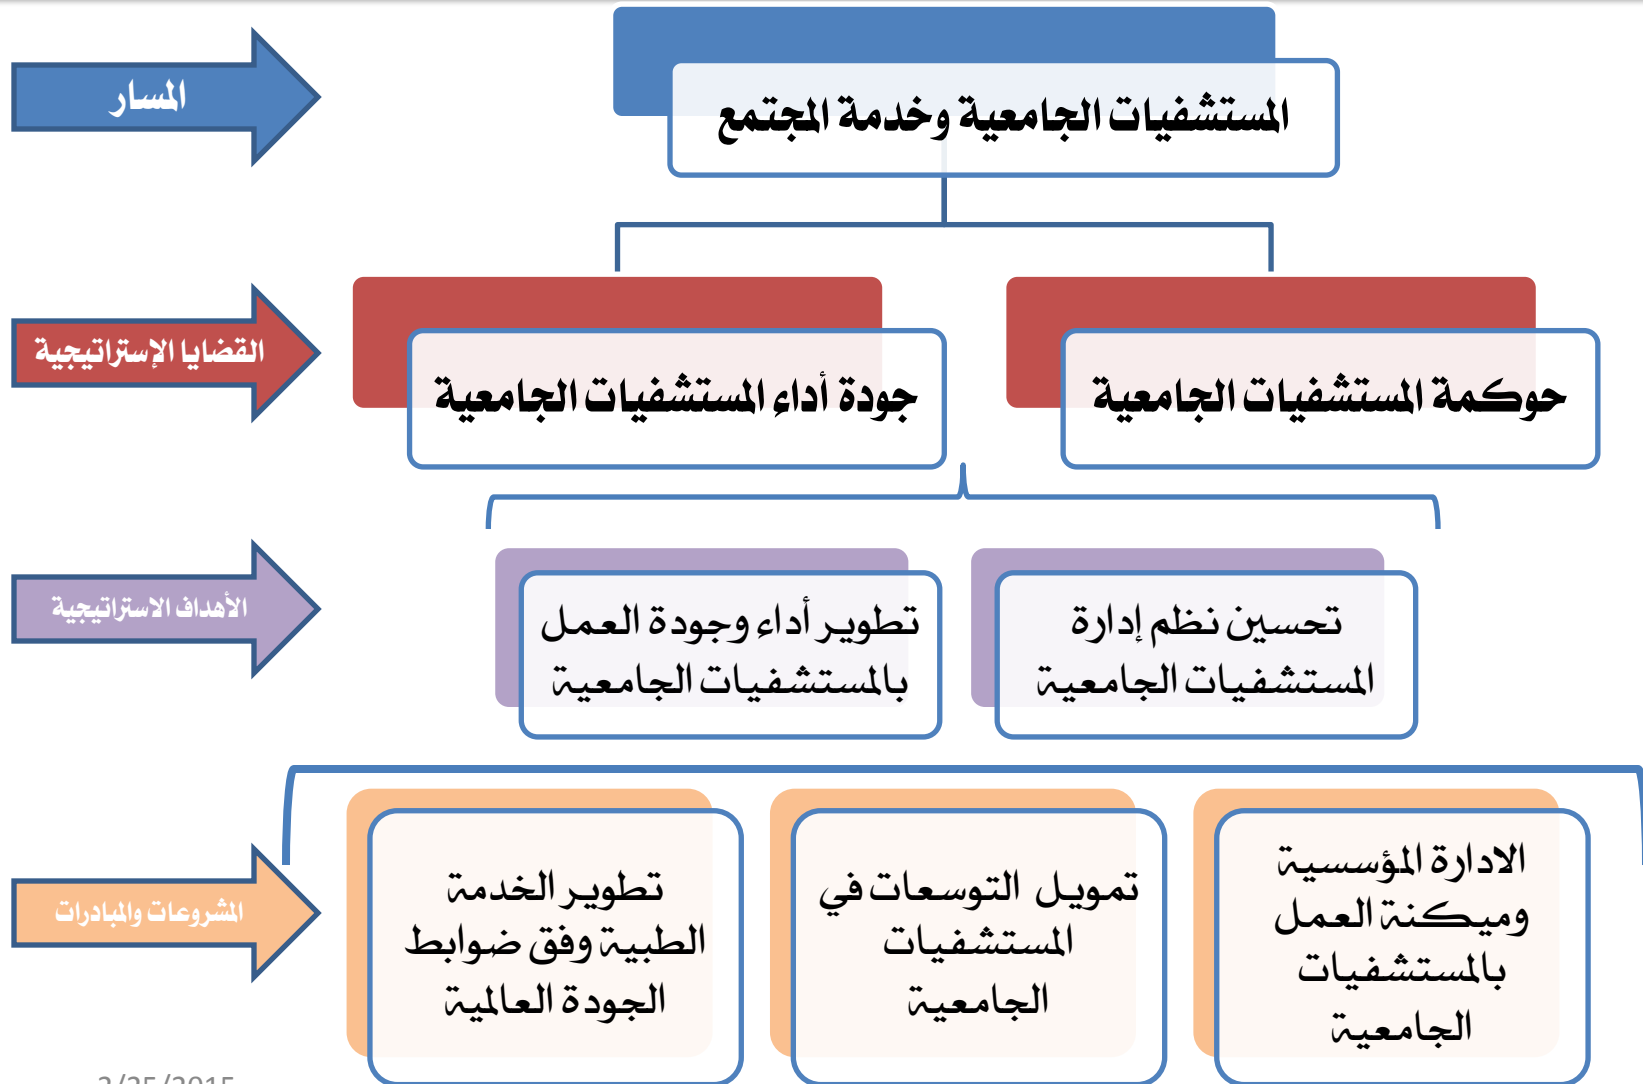 المسار
المستشفيات الجامعية وخدمة المجتمع
القضايا الإستراتيجية
حوكمة المستشفيات الجامعية
جودة أداء المستشفيات الجامعية
الأهداف الاستراتيجية
تحسين نظم إدارة
المستشفيات الجامعية
تطوير أداء وجودة العمل
بالمستشفيات الجامعية
المشروعات والمبادرات
الادارة المؤسسية
وميكنة العمل
بالمستشفيات
الجامعية
تمويل التوسعات في
المستشفيات
الجامعية
تطوير الخدمة
الطبية وفق ضوابط
الجودة العالمية